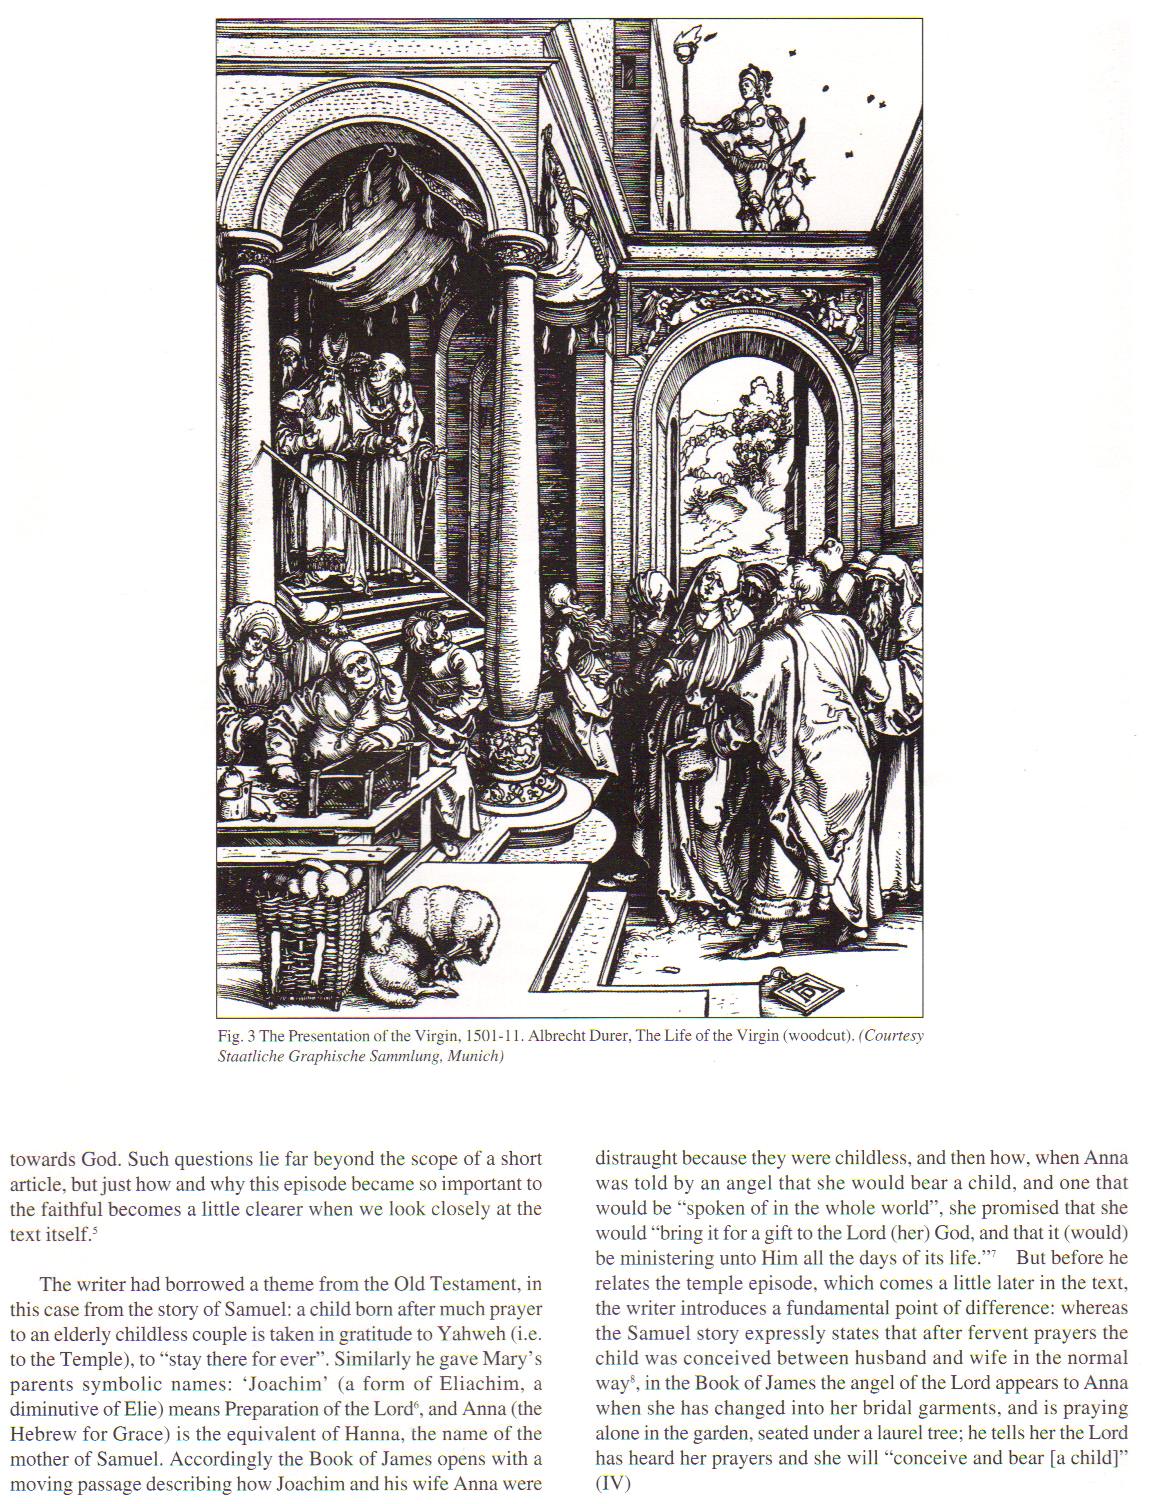 Fig. 3 The Presentation of the Virgin, 1501-11. Albrecht Durer, The Life of the Virgin (woodcut). (Courtesy
Staatliche Graphische Sammlung, Munich)
towards God. Such questions lie far beyond the scope of a short
article, but just how and why this episode became so important to
the faithful becomes a little clearer when we look closely at the
text itself.⁵
The writer had borrowed a theme from the Old Testament, in
this case from the story of Samuel: a child born after much prayer
to an elderly childless couple is taken in gratitude to Yahweh (i.e.
to the Temple), to “stay there for ever”. Similarly he gave Mary’s
parents symbolic names: ‘Joachim’ (a form of Eliachim, a
diminutive of Elie) means Preparation of the Lord⁶, and Anna (the
Hebrew for Grace) is the equivalent of Hanna, the name of the
mother of Samuel. Accordingly the Book of James opens with a
moving passage describing how Joachim and his wife Anna were
distraught because they were childless, and then how, when Anna
was told by an angel that she would bear a child, and one that
would be “spoken of in the whole world”, she promised that she
would “bring it for a gift to the Lord (her) God, and that it (would)
be ministering unto Him all the days of its life.”⁷ But before he
relates the temple episode, which comes a little later in the text,
the writer introduces a fundamental point of difference: whereas
the Samuel story expressly states that after fervent prayers the
child was conceived between husband and wife in the normal
way⁸, in the Book of James the angel of the Lord appears to Anna
when she has changed into her bridal garments, and is praying
alone in the garden, seated under a laurel tree; he tells her the Lord
has heard her prayers and she will “conceive and bear [a child]”
(IV)